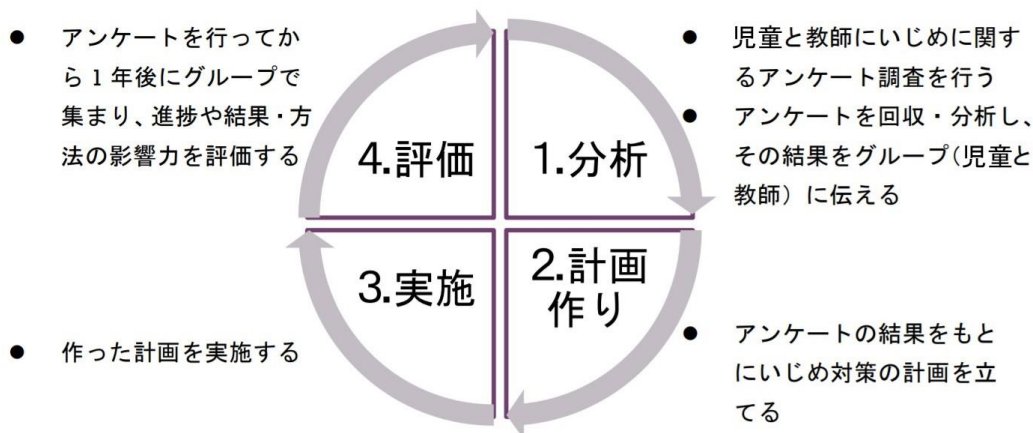 ● アンケートを行ってか
ら1年後にグループで
集まり、進捗や結果・方
法の影響力を評価する
4.評価
1.分析
● 児童と教師にいじめに関す
るアンケート調査を行う
● アンケートを回収・分析し、
その結果をグループ(児童と
教師)に伝える
3.実施
2.計画
作り
● 作った計画を実施する
● アンケートの結果をもと
にいじめ対策の計画を立
てる